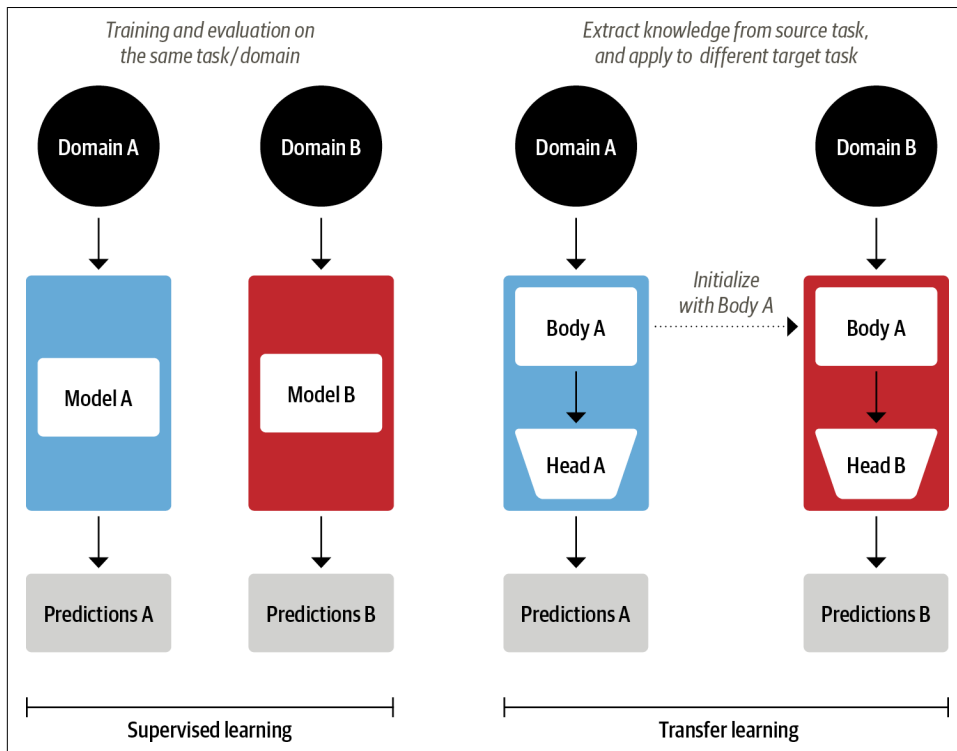 Training and evaluation on
the same task/domain
Extract knowledge from source task,
and apply to different target task
Domain A
Domain B
Domain A
Domain B
Initialize
with Body A
Model A
Model B
Body A
Body A
Head A
Head B
Predictions A
Predictions B
Predictions A
Predictions B
Supervised learning
Transfer learning